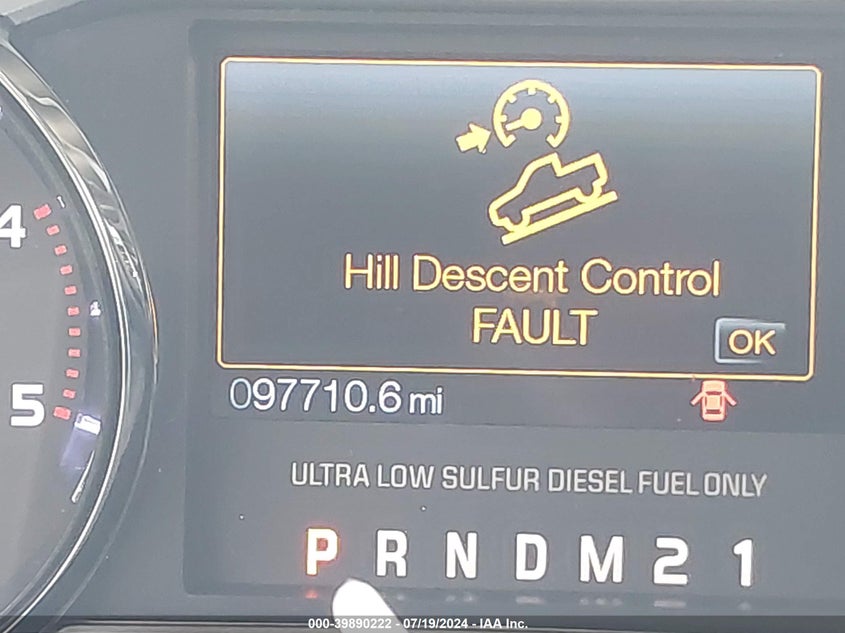 4
5
Hill Descent Control
FAULT
OK
097710.6 mi
ULTRA LOW SULFUR DIESEL FUEL ONLY
P R N D M 2 1
000-39890222 - 07/19/2024 - IAA Inc.